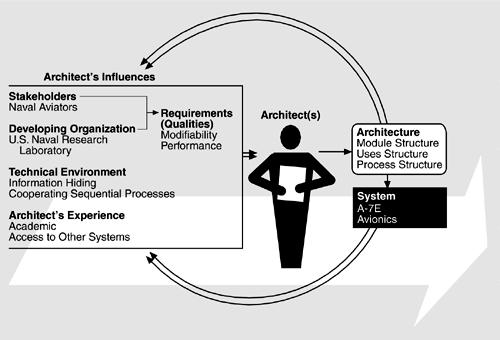 Architect's Influences
Stakeholders
Naval Aviators
Developing Organization
U.S. Naval Research
Laboratory
Technical Environment
Information Hiding
Cooperating Sequential Processes
Architect's Experience
Academic
Access to Other Systems
Requirements
(Qualities)
Modifiability
Performance
Architect(s)
Architecture
Module Structure
Uses Structure
Process Structure
System
A-7E
Avionics